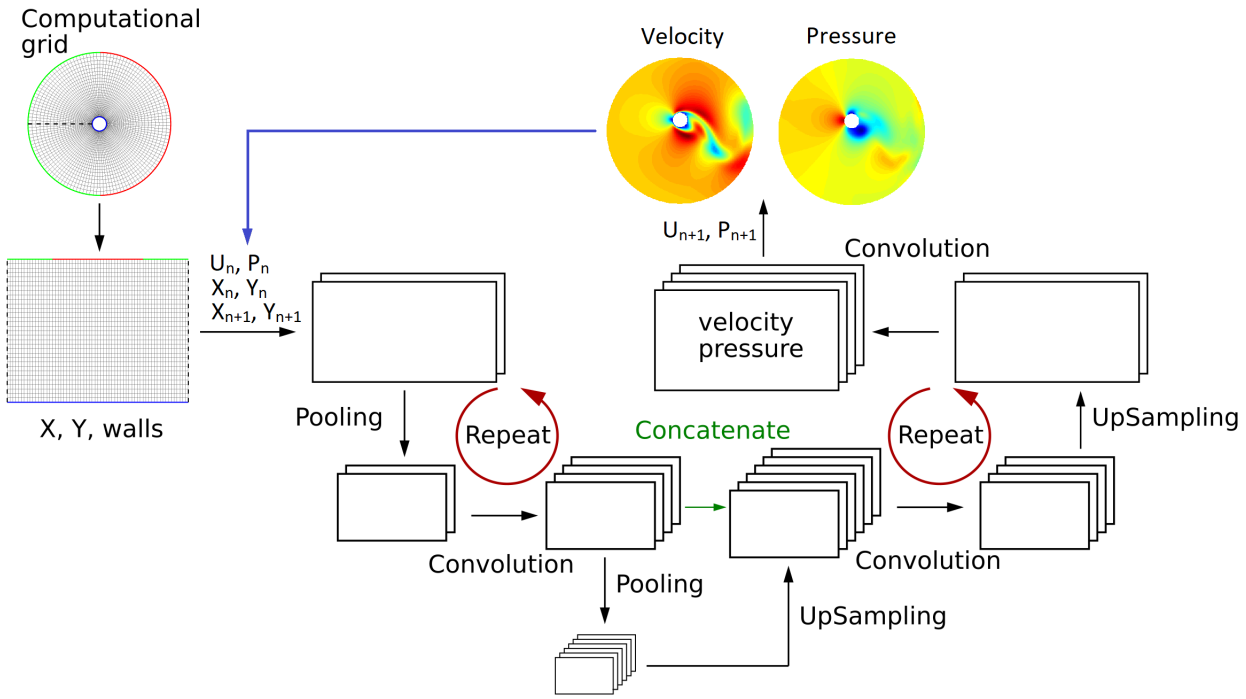 Computational
grid
Velocity
Pressure
Uₙ, Pₙ
Xₙ, Yₙ
Xₙ₊₁, Yₙ₊₁
X, Y, walls
Uₙ₊₁, Pₙ₊₁
Convolution
velocity
pressure
Pooling
Repeat
Concatenate
Repeat
UpSampling
Convolution
Pooling
Convolution
UpSampling